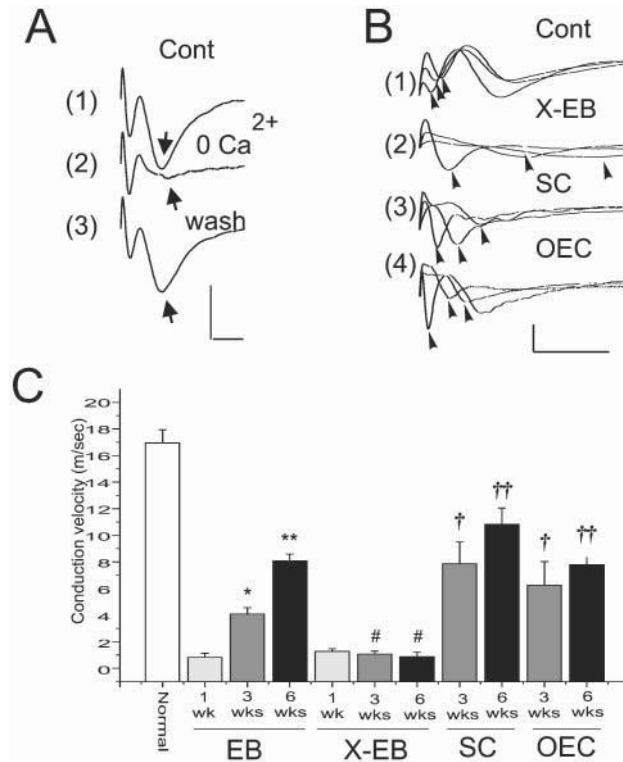 A
Cont
(1)
0 Ca 2+
(2)
wash
(3)
B
Cont
(1)
X-EB
(2)
SC
(3)
OEC
(4)
C
Conduction velocity (m/sec)
20
18
16
14
12
10
8
6
4
2
0
* ** # # † †† † ††
Normal
1 wk
3 wks
6 wks
1 wk
3 wks
6 wks
3 wks
6 wks
3 wks
6 wks
EB
X-EB
SC
OEC